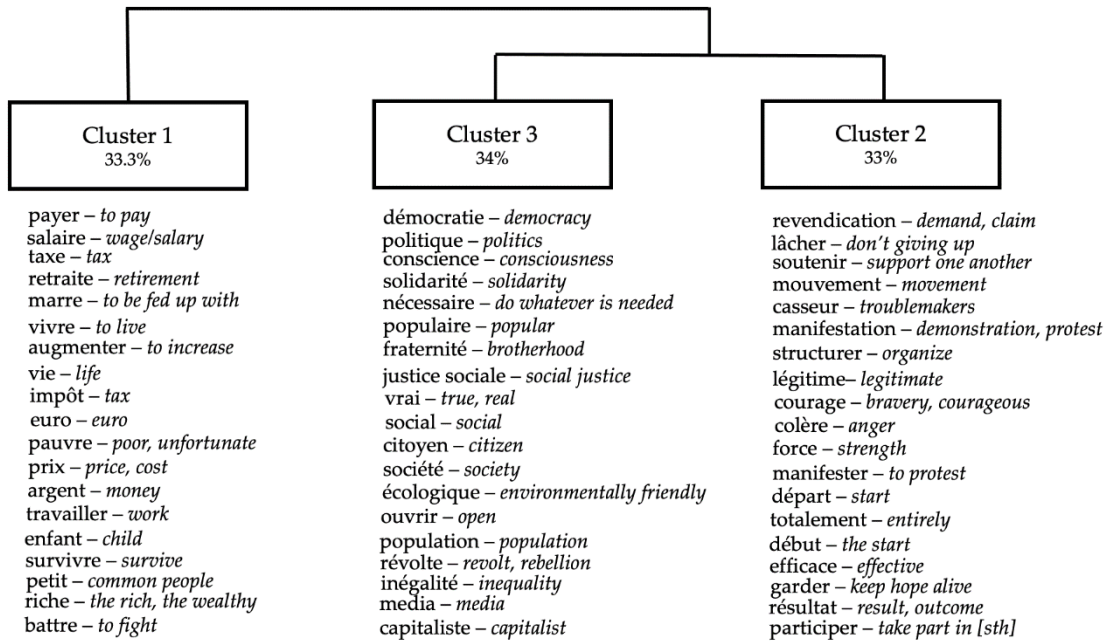 Cluster 1
33.3%
payer – to pay
salaire – wage/salary
taxe – tax
retraite – retirement
marre – to be fed up with
vivre – to live
augmenter – to increase
vie – life
impôt – tax
euro – euro
pauvre – poor, unfortunate
prix – price, cost
argent – money
travailler – work
enfant – child
survivre – survive
petit – common people
riche – the rich, the wealthy
battre – to fight
Cluster 3
34%
démocratie – democracy
politique – politics
conscience – consciousness
solidarité – solidarity
nécessaire – do whatever is needed
populaire – popular
fraternité – brotherhood
justice sociale – social justice
vrai – true, real
social – social
citoyen – citizen
société – society
écologique – environmentally friendly
ouvrir – open
population – population
révolte – revolt, rebellion
inégalité – inequality
media – media
capitaliste – capitalist
Cluster 2
33%
revendication – demand, claim
lâcher – don't giving up
soutenir – support one another
mouvement – movement
casseur – troublemakers
manifestation – demonstration, protest
structurer – organize
légitime– legitimate
courage – bravery, courageous
colère – anger
force – strength
manifester – to protest
départ – start
totalement – entirely
début – the start
efficace – effective
garder – keep hope alive
résultat – result, outcome
participer – take part in [sth]